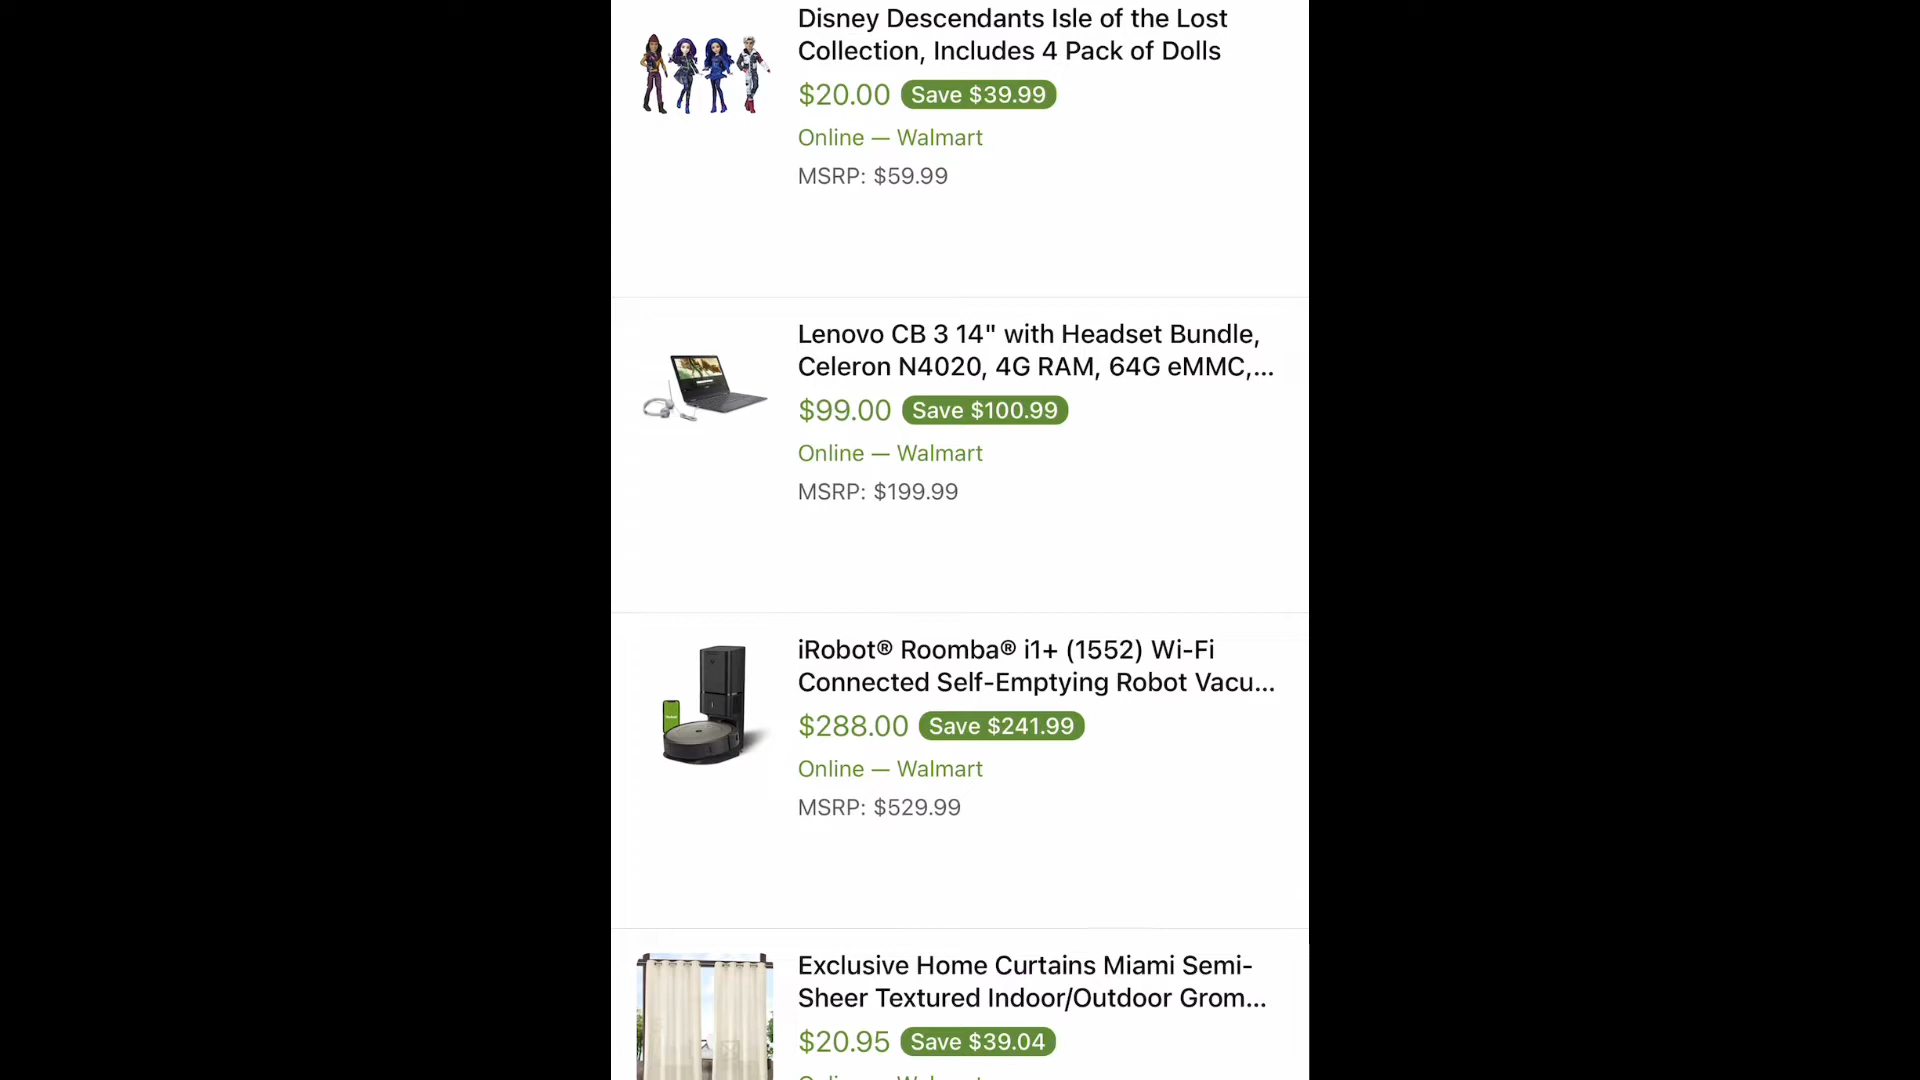 Disney Descendants Isle of the Lost
Collection, Includes 4 Pack of Dolls
$20.00 Save $39.99
Online — Walmart
MSRP: $59.99
Lenovo CB 3 14" with Headset Bundle,
Celeron N4020, 4G RAM, 64G eMMC,...
$99.00 Save $100.99
Online — Walmart
MSRP: $199.99
iRobot® Roomba® i1+ (1552) Wi-Fi
Connected Self-Emptying Robot Vacu...
$288.00 Save $241.99
Online — Walmart
MSRP: $529.99
Exclusive Home Curtains Miami Semi-
Sheer Textured Indoor/Outdoor Grom...
$20.95 Save $39.04